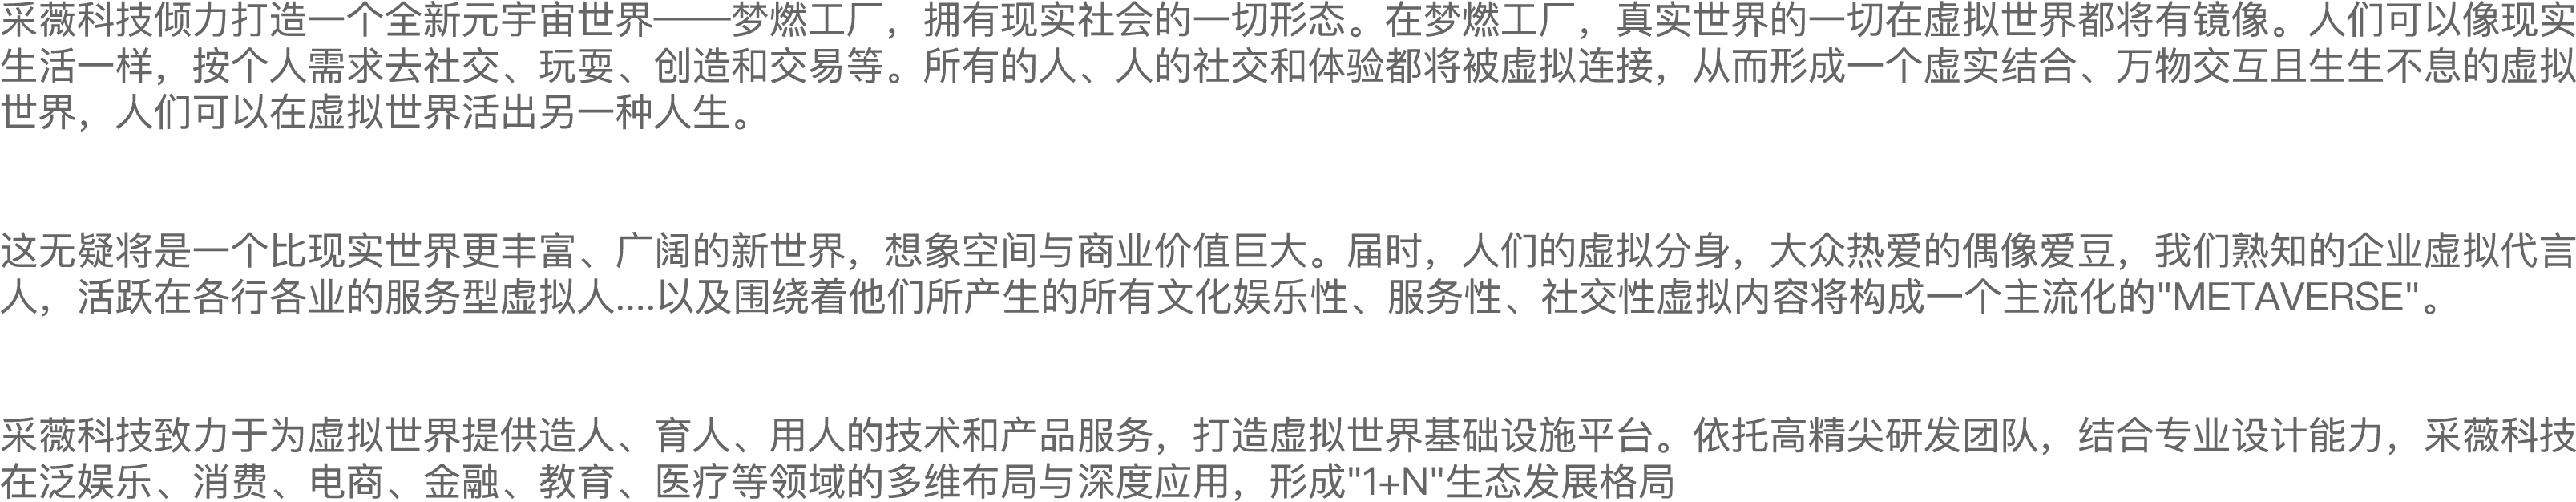 采薇科技倾力打造一个全新元宇宙世界——梦燃工厂，拥有现实社会的一切形态。在梦燃工厂，真实世界的一切在虚拟世界都将有镜像。人们可以像现实
生活一样，按个人需求去社交、玩耍、创造和交易等。所有的人、人的社交和体验都将被虚拟连接，从而形成一个虚实结合、万物交互且生生不息的虚拟
世界，人们可以在虚拟世界活出另一种人生。
这无疑将是一个比现实世界更丰富、广阔的新世界，想象空间与商业价值巨大。届时，人们的虚拟分身，大众热爱的偶像爱豆，我们熟知的企业虚拟代言
人，活跃在各行各业的服务型虚拟人....以及围绕着他们所产生的所有文化娱乐性、服务性、社交性虚拟内容将构成一个主流化的"METAVERSE"。
采薇科技致力于为虚拟世界提供造人、育人、用人的技术和产品服务，打造虚拟世界基础设施平台。依托高精尖研发团队，结合专业设计能力，采薇科技
在泛娱乐、消费、电商、金融、教育、医疗等领域的多维布局与深度应用，形成"1+N"生态发展格局